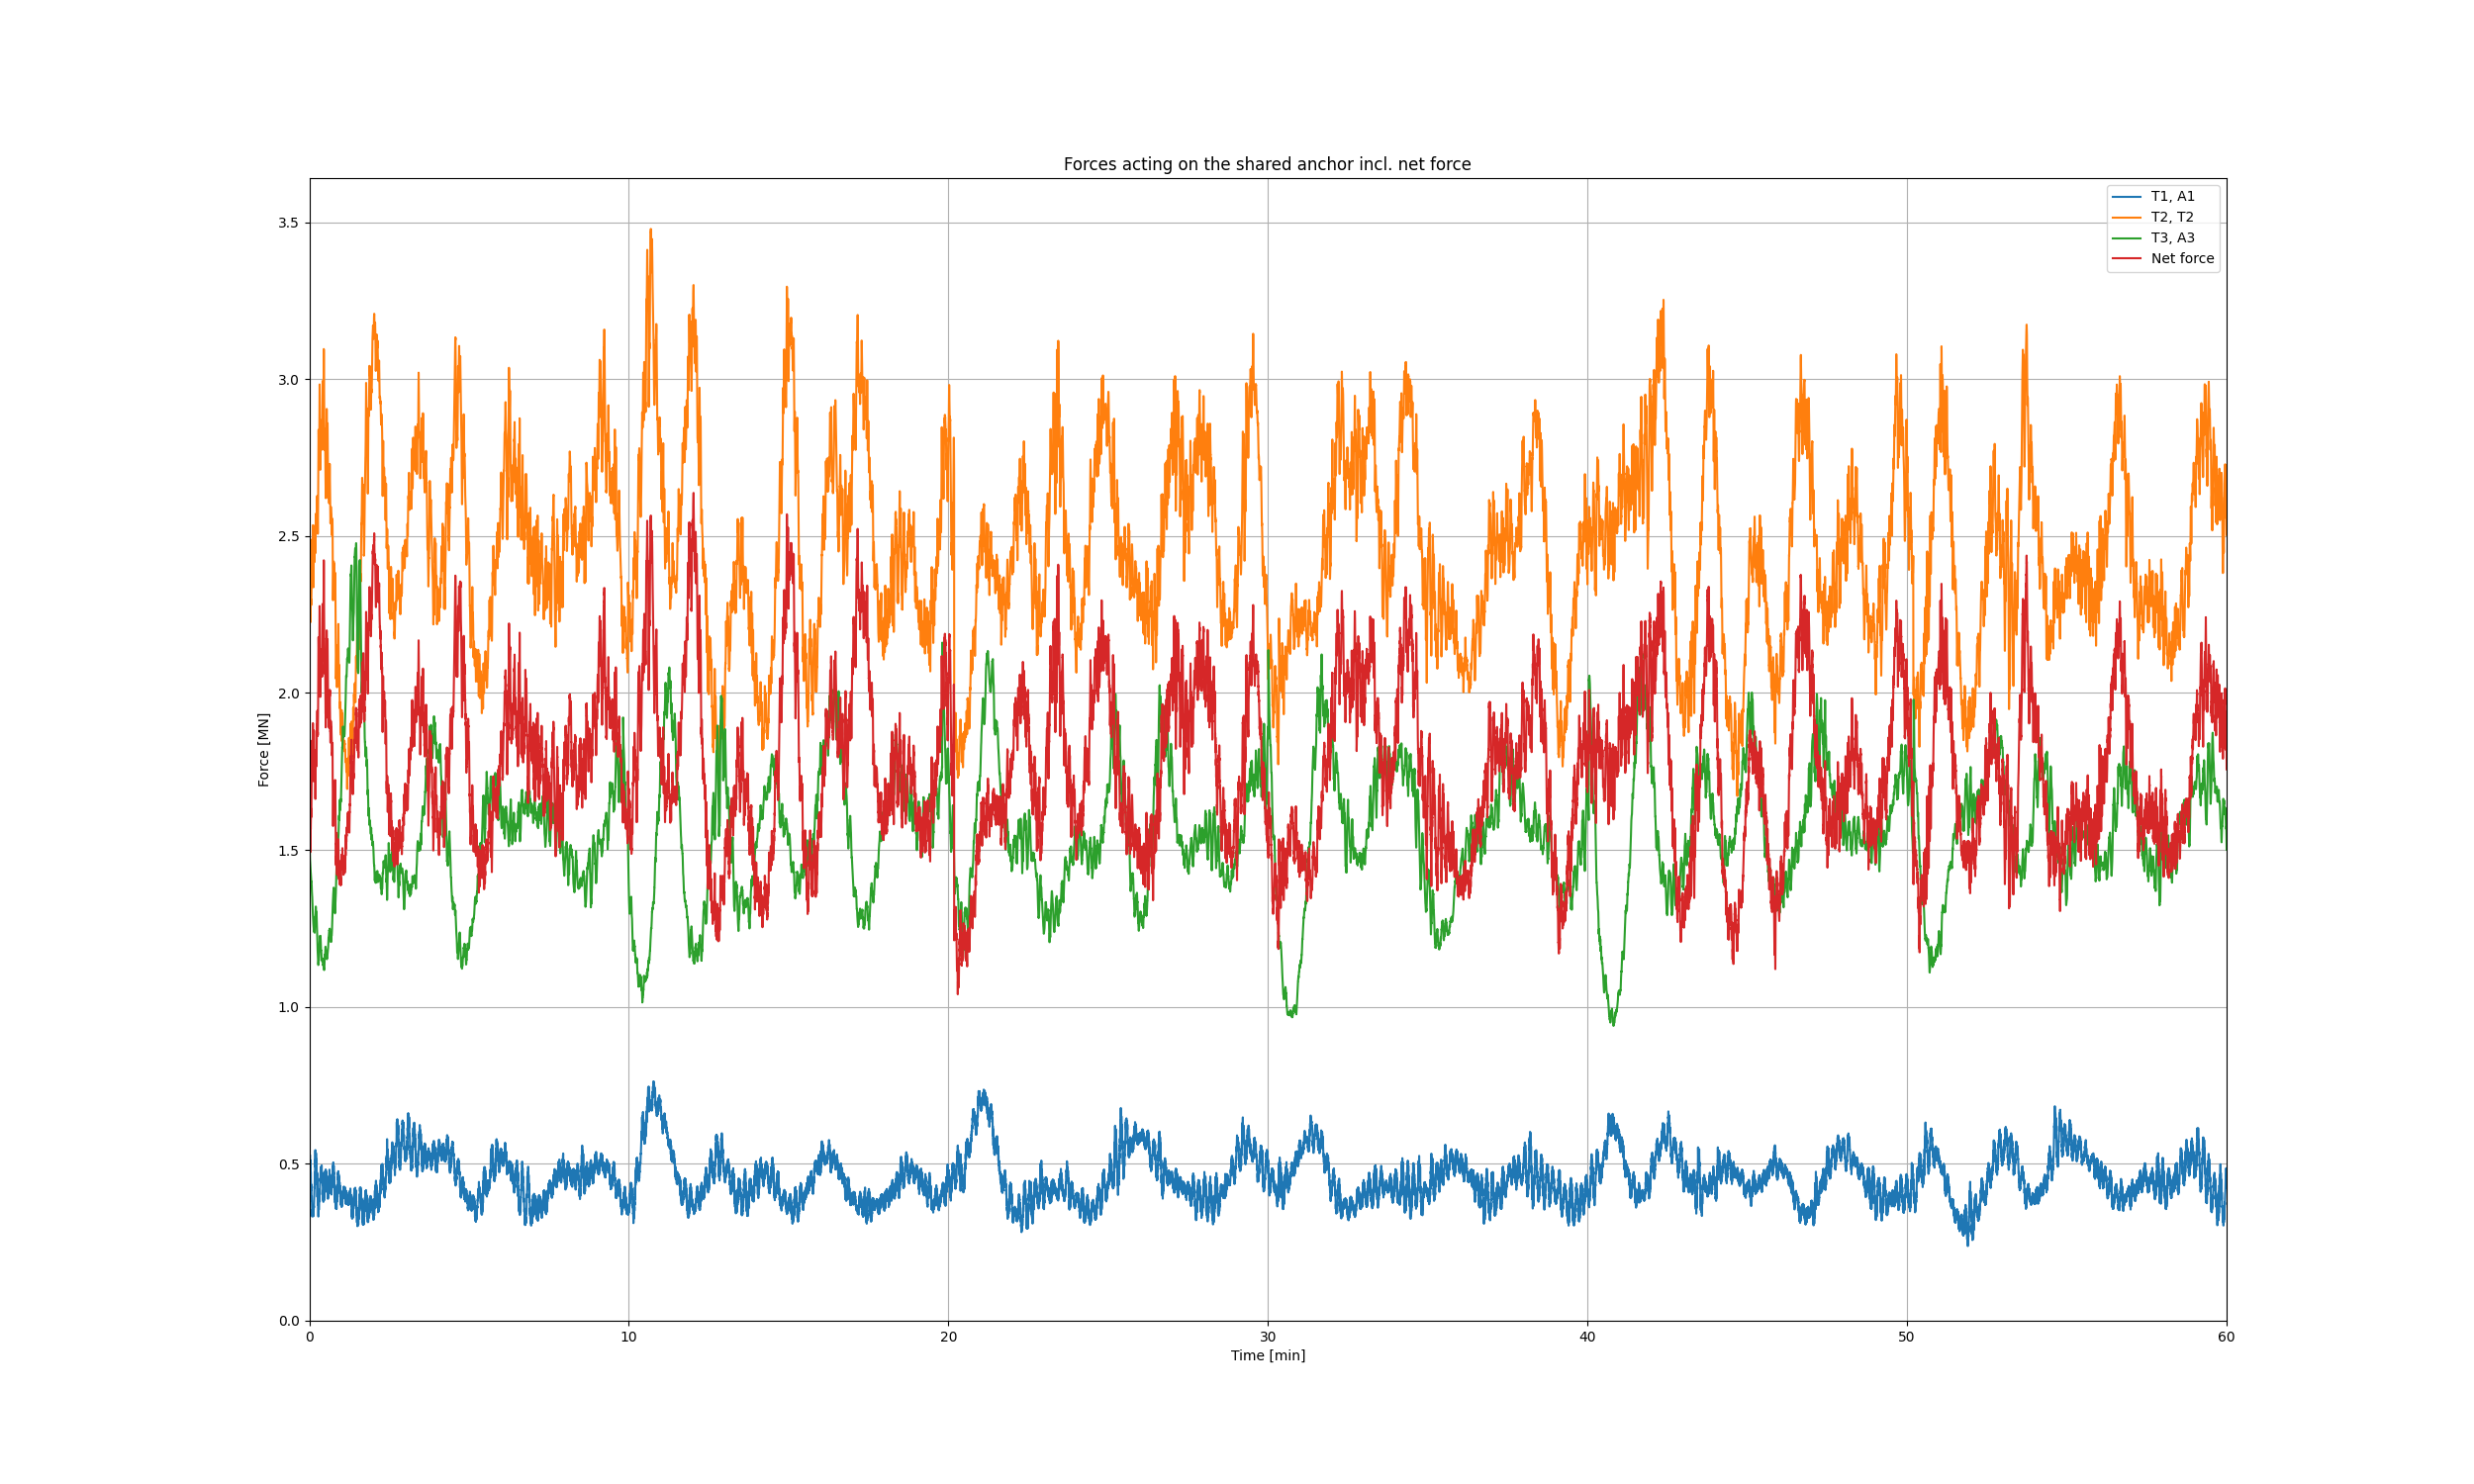 Forces acting on the shared anchor incl. net force
T1, A1
T2, T2
T3, A3
Net force
3.5
3.0
2.5
2.0
1.5
1.0
0.5
0.0
Force [MN]
0 10 20 30 40 50 60
Time [min]